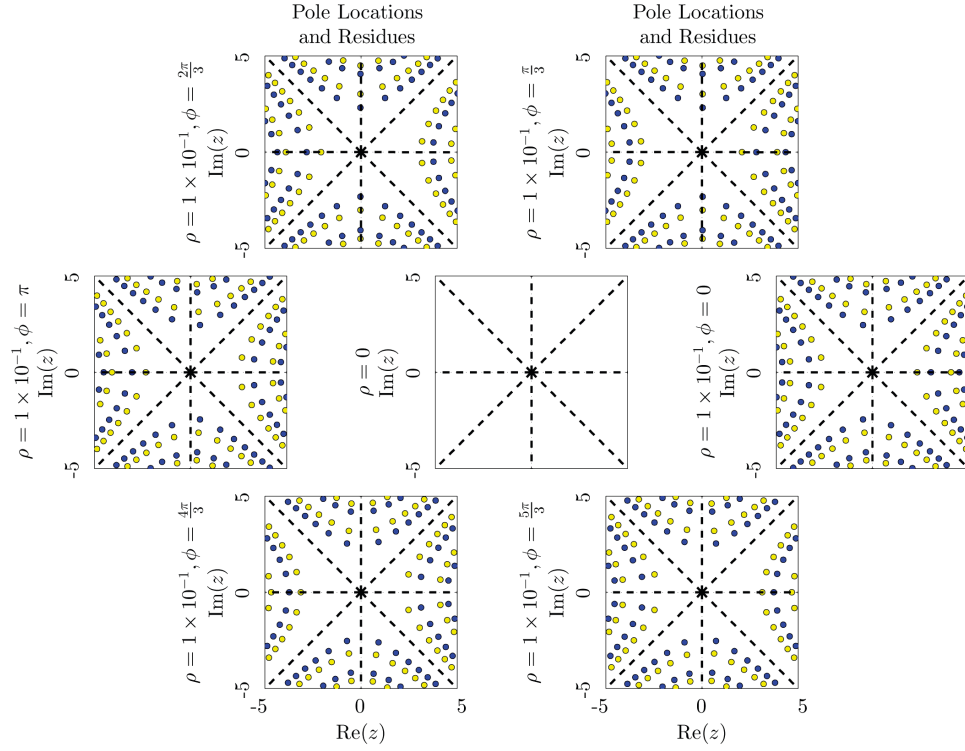 Pole Locations
and Residues
Pole Locations
and Residues
ρ = 1 × 10⁻¹, ϕ = 2π/3
Im(z)
5
0
-5
ρ = 1 × 10⁻¹, ϕ = π/3
Im(z)
5
0
-5
ρ = 1 × 10⁻¹, ϕ = π
Im(z)
5
0
-5
ρ = 0
Im(z)
5
0
-5
ρ = 1 × 10⁻¹, ϕ = 0
Im(z)
5
0
-5
ρ = 1 × 10⁻¹, ϕ = 4π/3
Im(z)
5
0
-5
-5 0 5
Re(z)
ρ = 1 × 10⁻¹, ϕ = 5π/3
Im(z)
5
0
-5
-5 0 5
Re(z)